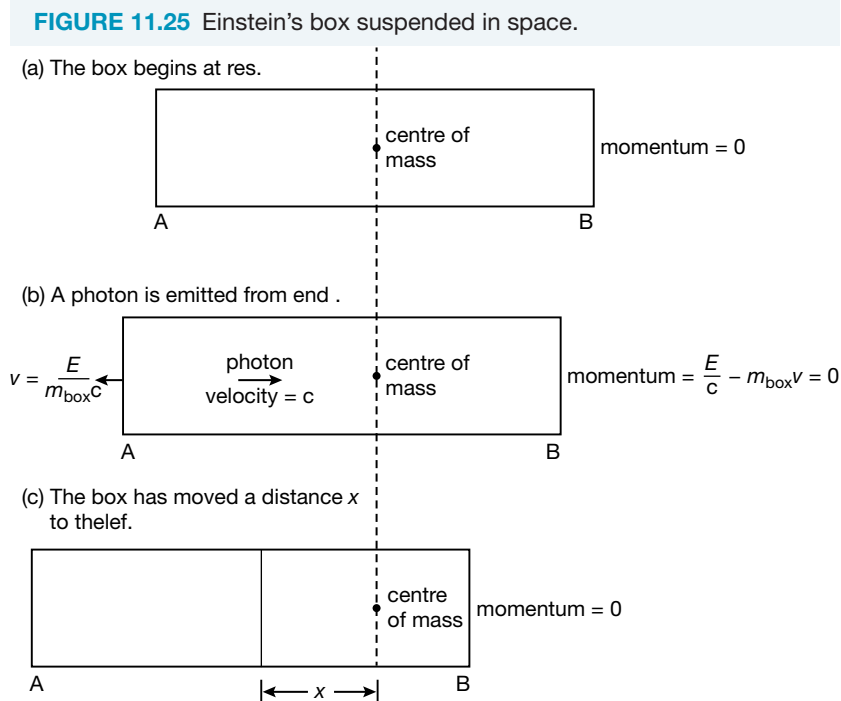 FIGURE 11.25 Einstein's box suspended in space.
(a) The box begins at res.
centre of
mass
momentum = 0
A
B
(b) A photon is emitted from end .
v = E/m_box c
photon
velocity = c
centre of
mass
momentum = E/c − m_box v = 0
A
B
(c) The box has moved a distance x
to thelef.
centre
of mass
momentum = 0
A
B
x